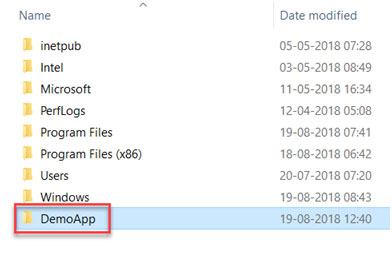 Name Date modified
inetpub 05-05-2018 07:28
Intel 03-05-2018 08:49
Microsoft 11-05-2018 16:34
PerfLogs 12-04-2018 05:08
Program Files 19-08-2018 07:41
Program Files (x86) 18-08-2018 06:42
Users 20-07-2018 07:20
Windows 19-08-2018 08:43
DemoApp 19-08-2018 12:40